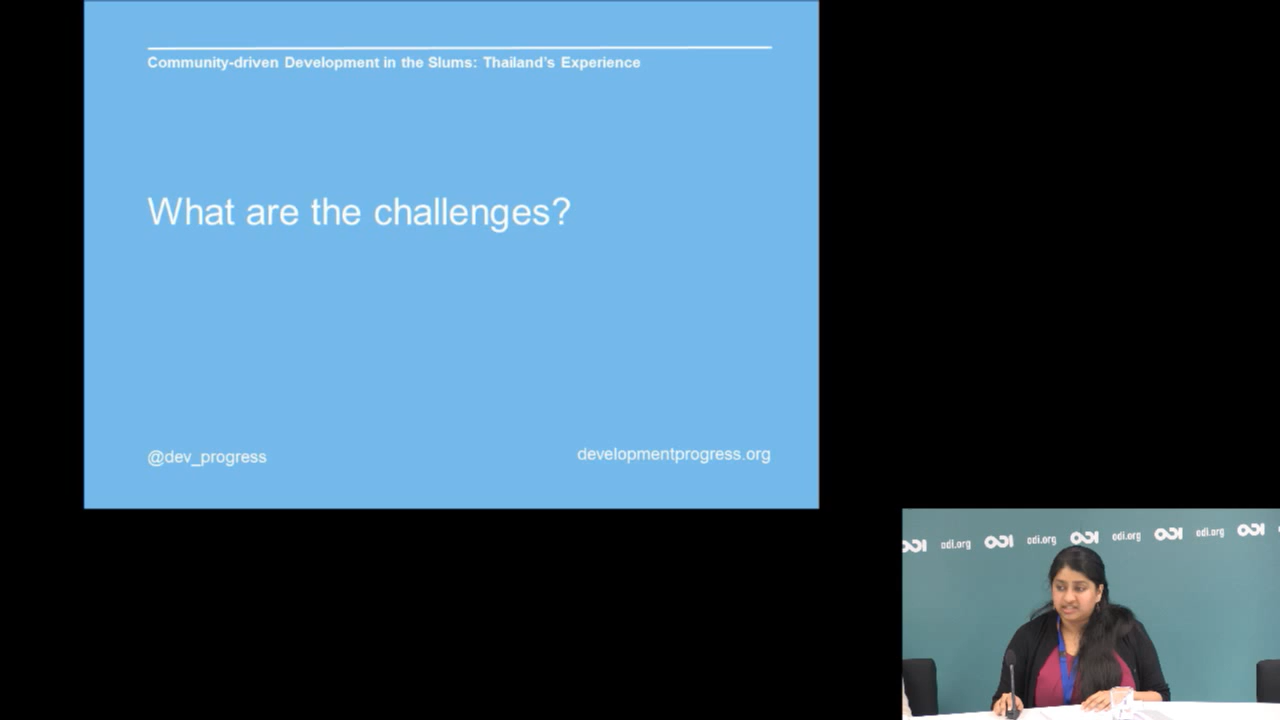 Community-driven Development in the Slums: Thailand's Experience
What are the challenges?
@dev_progress
developmentprogress.org
odi.org odi.org odi.org odi.org